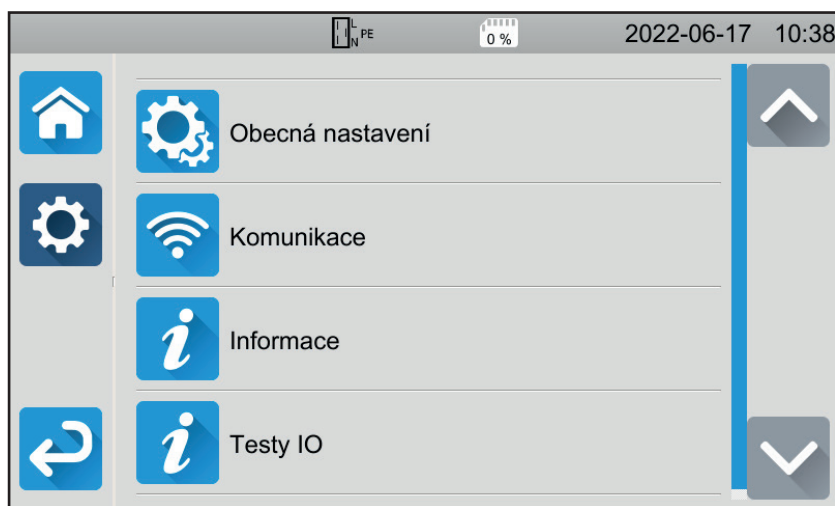 L
N PE
0 %
2022-06-17 10:38
Obecná nastavení
Komunikace
Informace
Testy IO